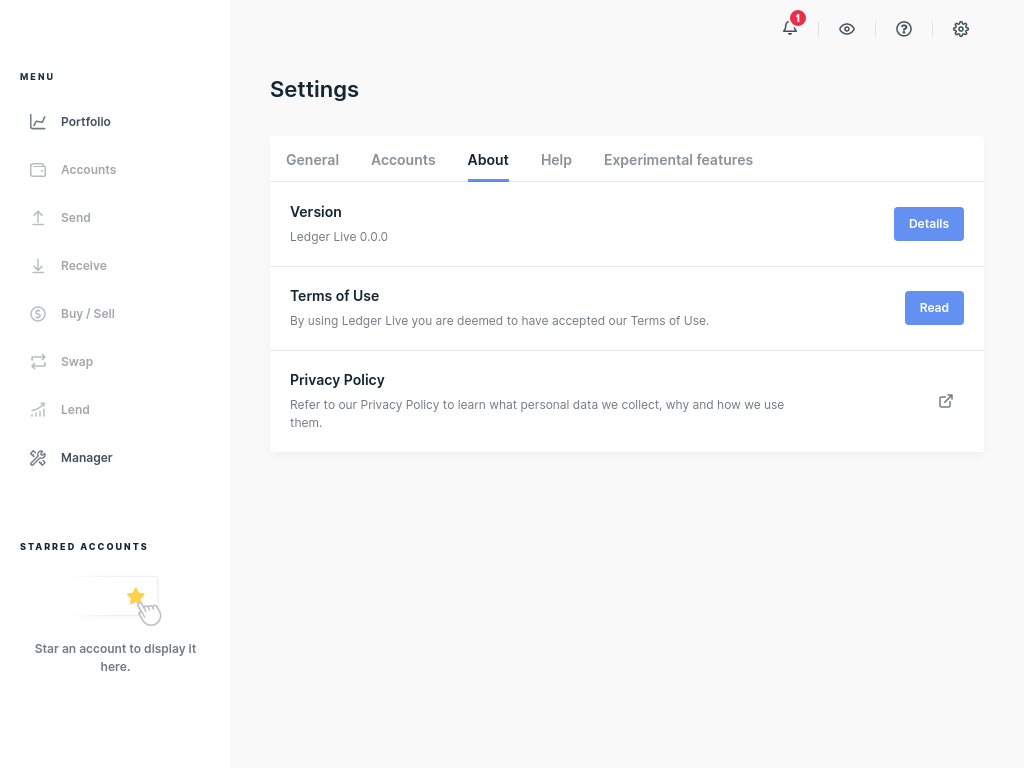 1
MENU
Settings
Portfolio
General Accounts About Help Experimental features
Accounts
Version
Ledger Live 0.0.0
Details
Send
Receive
Terms of Use
By using Ledger Live you are deemed to have accepted our Terms of Use.
Read
Buy / Sell
Swap
Privacy Policy
Refer to our Privacy Policy to learn what personal data we collect, why and how we use
them.
Lend
Manager
STARRED ACCOUNTS
Star an account to display it
here.